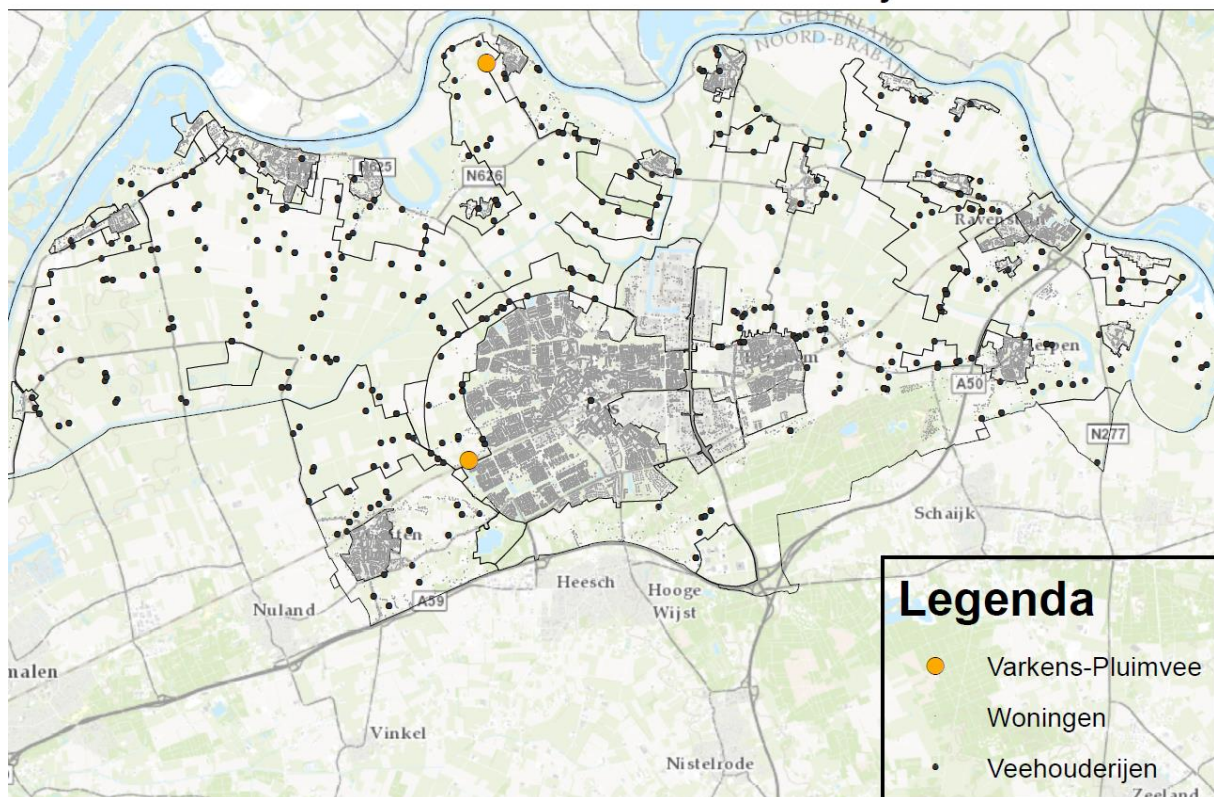 GELDERLAND
NOORD-BRABANT
N625
N626
A50
N277
Schaijk
Heesch
Hooge
Wijst
Nuland
A59
malen
Vinkel
Nistelrode
Zeeland
Legenda
Varkens-Pluimvee
Woningen
Veehouderijen